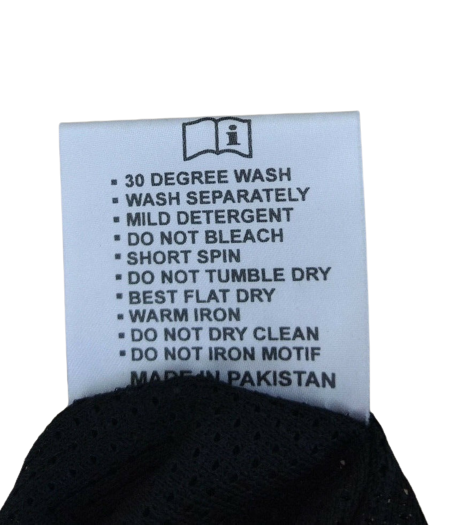 ▪ 30 DEGREE WASH
▪ WASH SEPARATELY
▪ MILD DETERGENT
▪ DO NOT BLEACH
▪ SHORT SPIN
▪ DO NOT TUMBLE DRY
▪ BEST FLAT DRY
▪ WARM IRON
▪ DO NOT DRY CLEAN
▪ DO NOT IRON MOTIF
MADE IN PAKISTAN